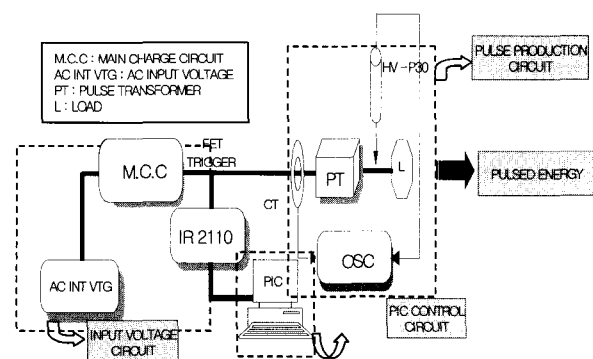 M.C.C : MAIN CHARGE CIRCUIT
AC INT VTG : AC INPUT VOLTAGE
PT : PULSE TRANSFORMER
L : LOAD
HV-P30
PULSE PRODUCTION
CIRCUIT
FET
TRIGGER
M.C.C
PT
L
PULSED ENERGY
CT
IR 2110
OSC
AC INT VTG
PIC
PIC CONTROL
CIRCUIT
INPUT VOLTAGE
CIRCUIT